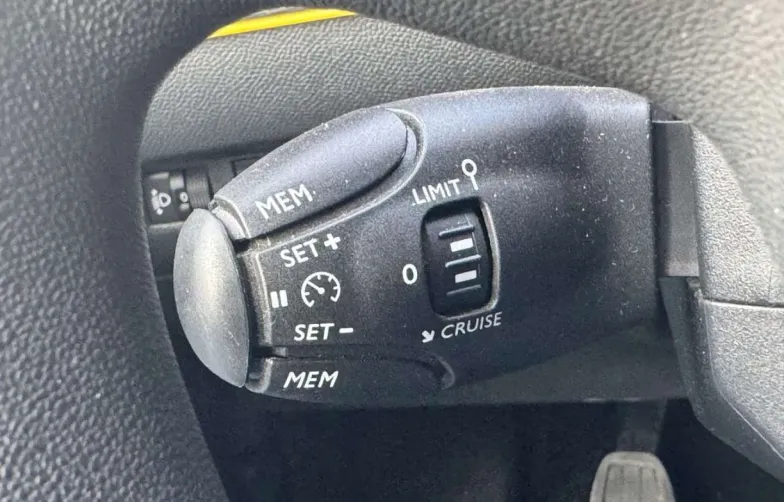 MEM
LIMIT
SET+
0
SET-
CRUISE
MEM